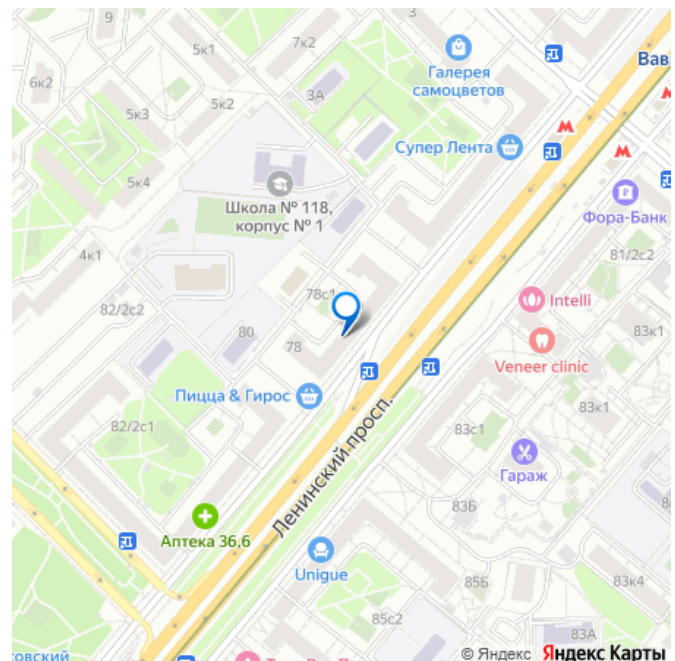 9
5к1
7к2
3
Галерея
самоцветов
Вав
6к2
3А
5к3
5к2
Супер Лента
М
М
5к4
Школа № 118,
корпус № 1
Фора-Банк
4к1
81/2с2
78с1
Intelli
82/2с2
80
78
83к1
Veneer clinic
Пицца & Гирос
82/2с1
83к1
83с1
Гараж
Ленинский просп.
83Б
Аптека 36,6
Unigue
85Б
83к4
85с2
83А
© Яндекс Яндекс Карты